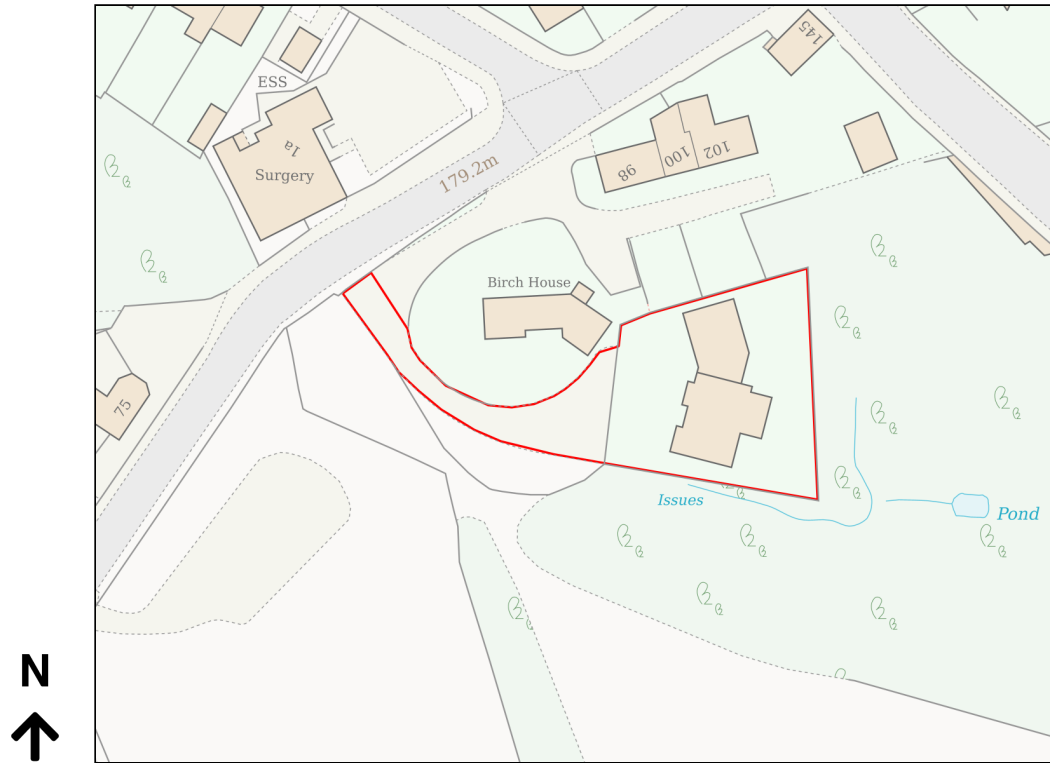 145
ESS
1a
Surgery
179.2m
98
100
102
Birch House
75
Issues
Pond
N